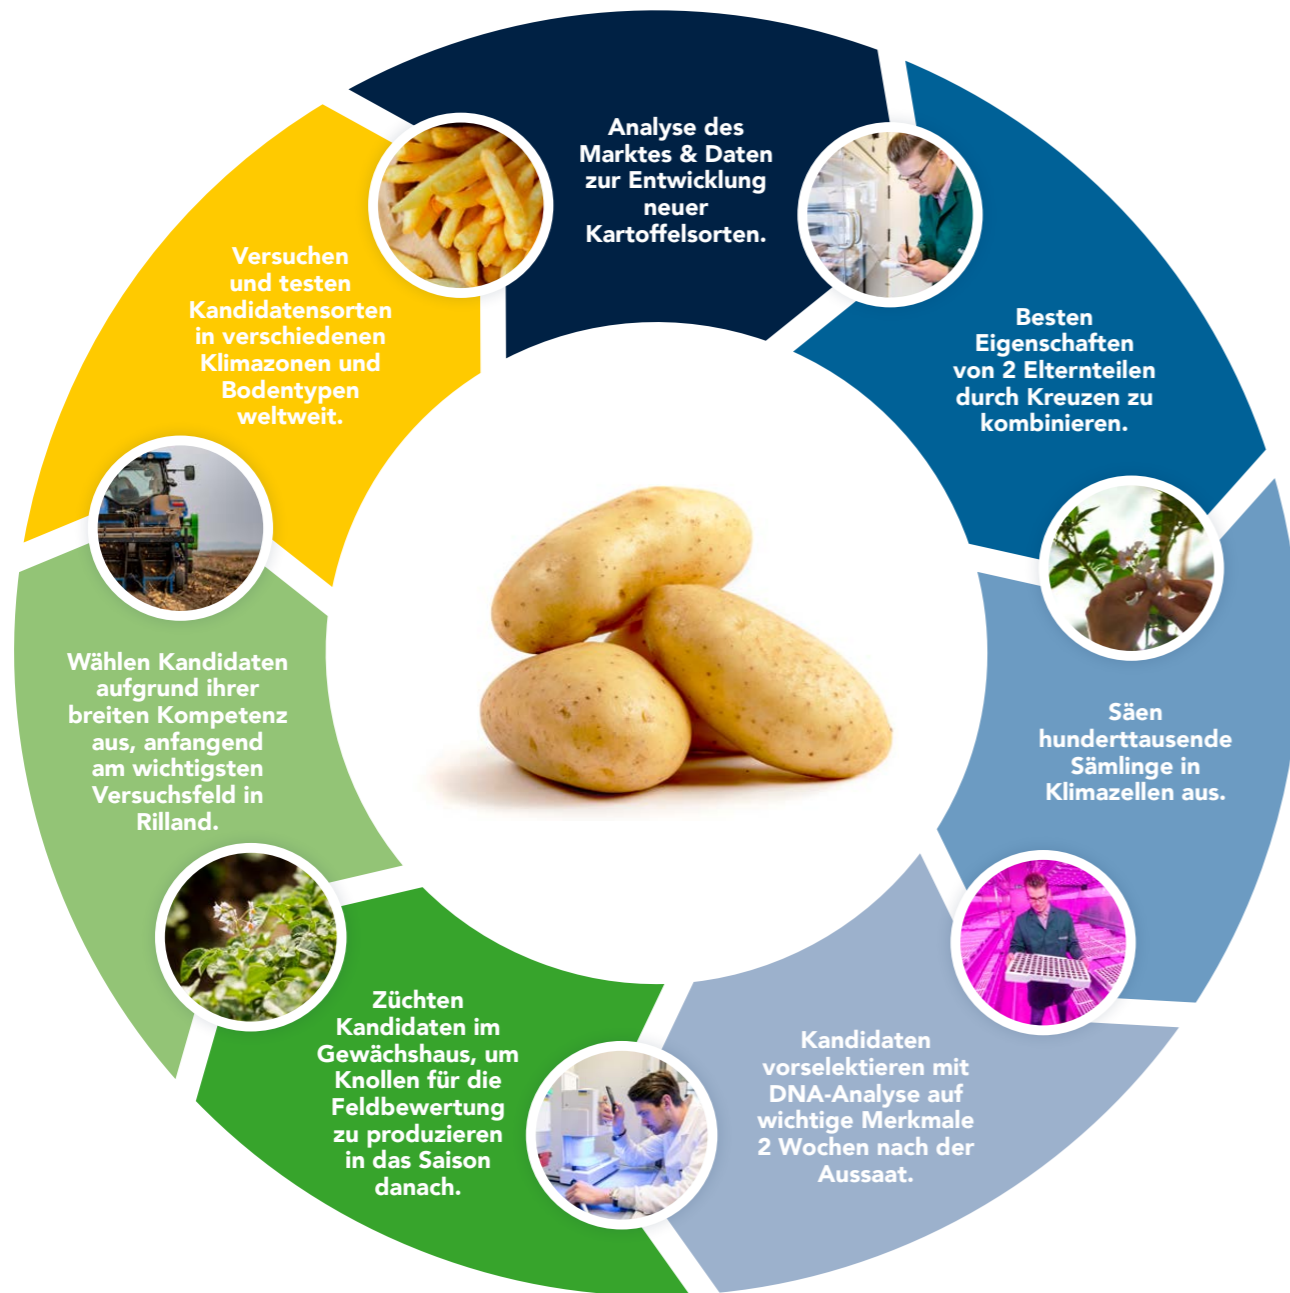 Analyse des
Marktes & Daten
zur Entwicklung
neuer
Kartoffelsorten.
Besten
Eigenschaften
von 2 Elternteilen
durch Kreuzen zu
kombinieren.
Säen
hunderttausende
Sämlinge in
Klimazellen aus.
Kandidaten
vorselektieren mit
DNA-Analyse auf
wichtige Merkmale
2 Wochen nach der
Aussaat.
Züchten
Kandidaten im
Gewächshaus, um
Knollen für die
Feldbewertung
zu produzieren
in das Saison
danach.
Wählen Kandidaten
aufgrund ihrer
breiten Kompetenz
aus, anfangend
am wichtigsten
Versuchsfeld in
Rilland.
Versuchen
und testen
Kandidatensorten
in verschiedenen
Klimazonen und
Bodentypen
weltweit.